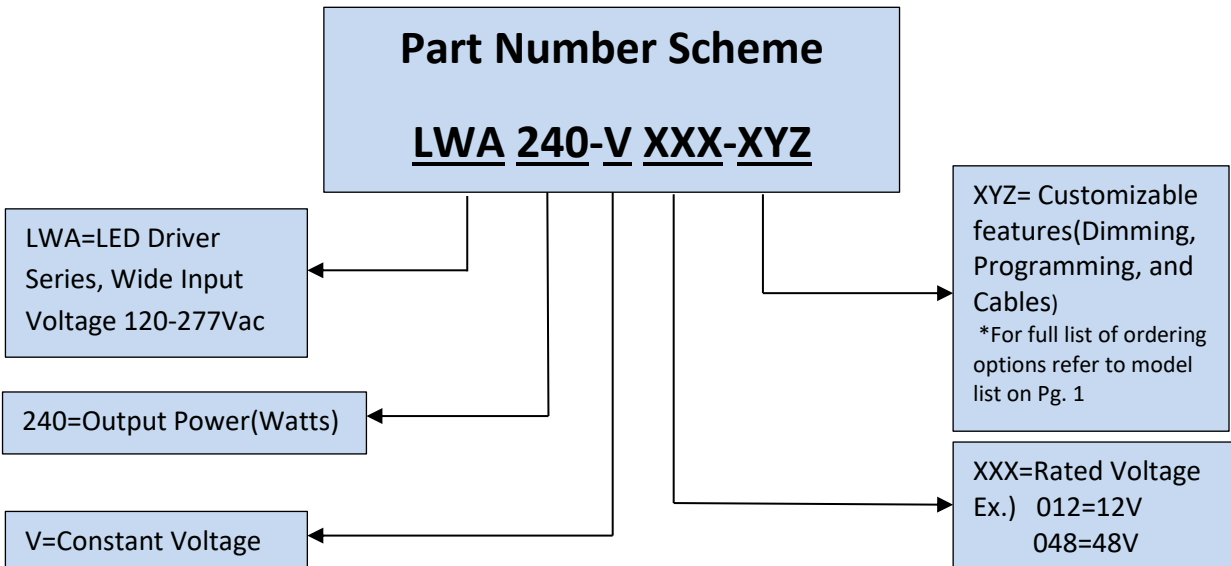 Part Number Scheme
LWA 240-V XXX-XYZ
LWA=LED Driver
Series, Wide Input
Voltage 120-277Vac
240=Output Power(Watts)
V=Constant Voltage
XYZ= Customizable
features(Dimming,
Programming, and
Cables)
*For full list of ordering
options refer to model
list on Pg. 1
XXX=Rated Voltage
Ex.) 012=12V
048=48V